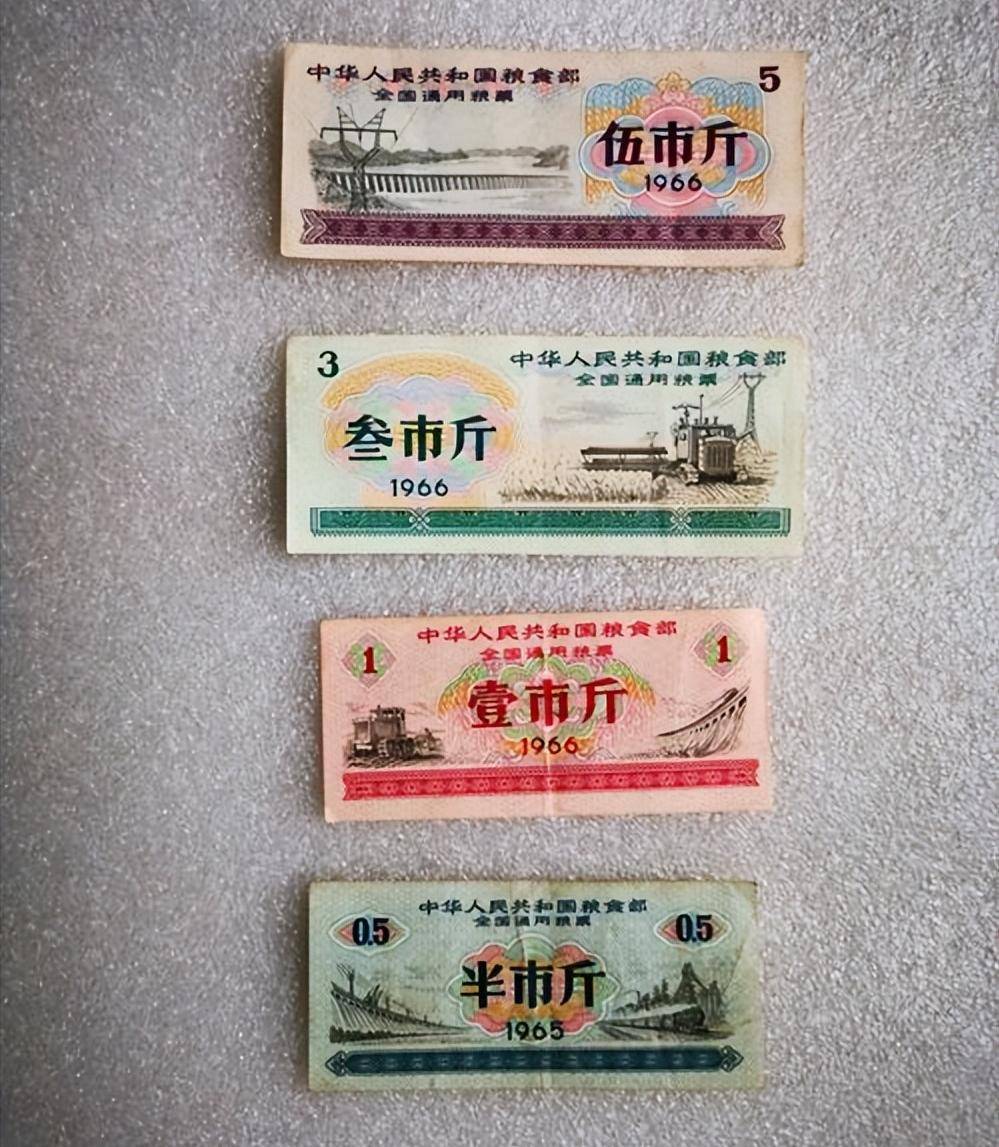 中华人民共和国粮食部
5
全国通用粮票
伍市斤
1966
3
中华人民共和国粮食部
全国通用粮票
叁市斤
1966
中华人民共和国粮食部
1
全国通用粮票
1
壹市斤
1966
中华人民共和国粮食部
0.5
全国通用粮票
0.5
半市斤
1965